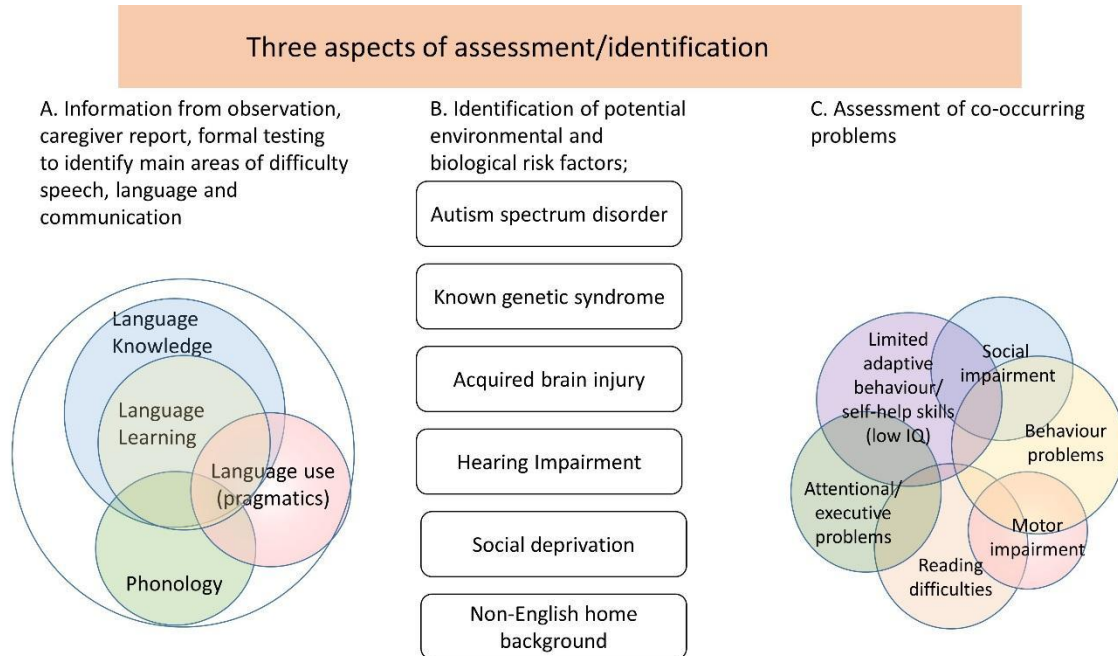 Three aspects of assessment/identification
A. Information from observation,
caregiver report, formal testing
to identify main areas of difficulty
speech, language and
communication
Language
Knowledge
Language
Learning
Language use
(pragmatics)
Phonology
B. Identification of potential
environmental and
biological risk factors;
Autism spectrum disorder
Known genetic syndrome
Acquired brain injury
Hearing Impairment
Social deprivation
Non-English home
background
C. Assessment of co-occurring
problems
Limited
adaptive
behaviour/
self-help skills
(low IQ)
Social
impairment
Behaviour
problems
Attentional/
executive
problems
Motor
impairment
Reading
difficulties